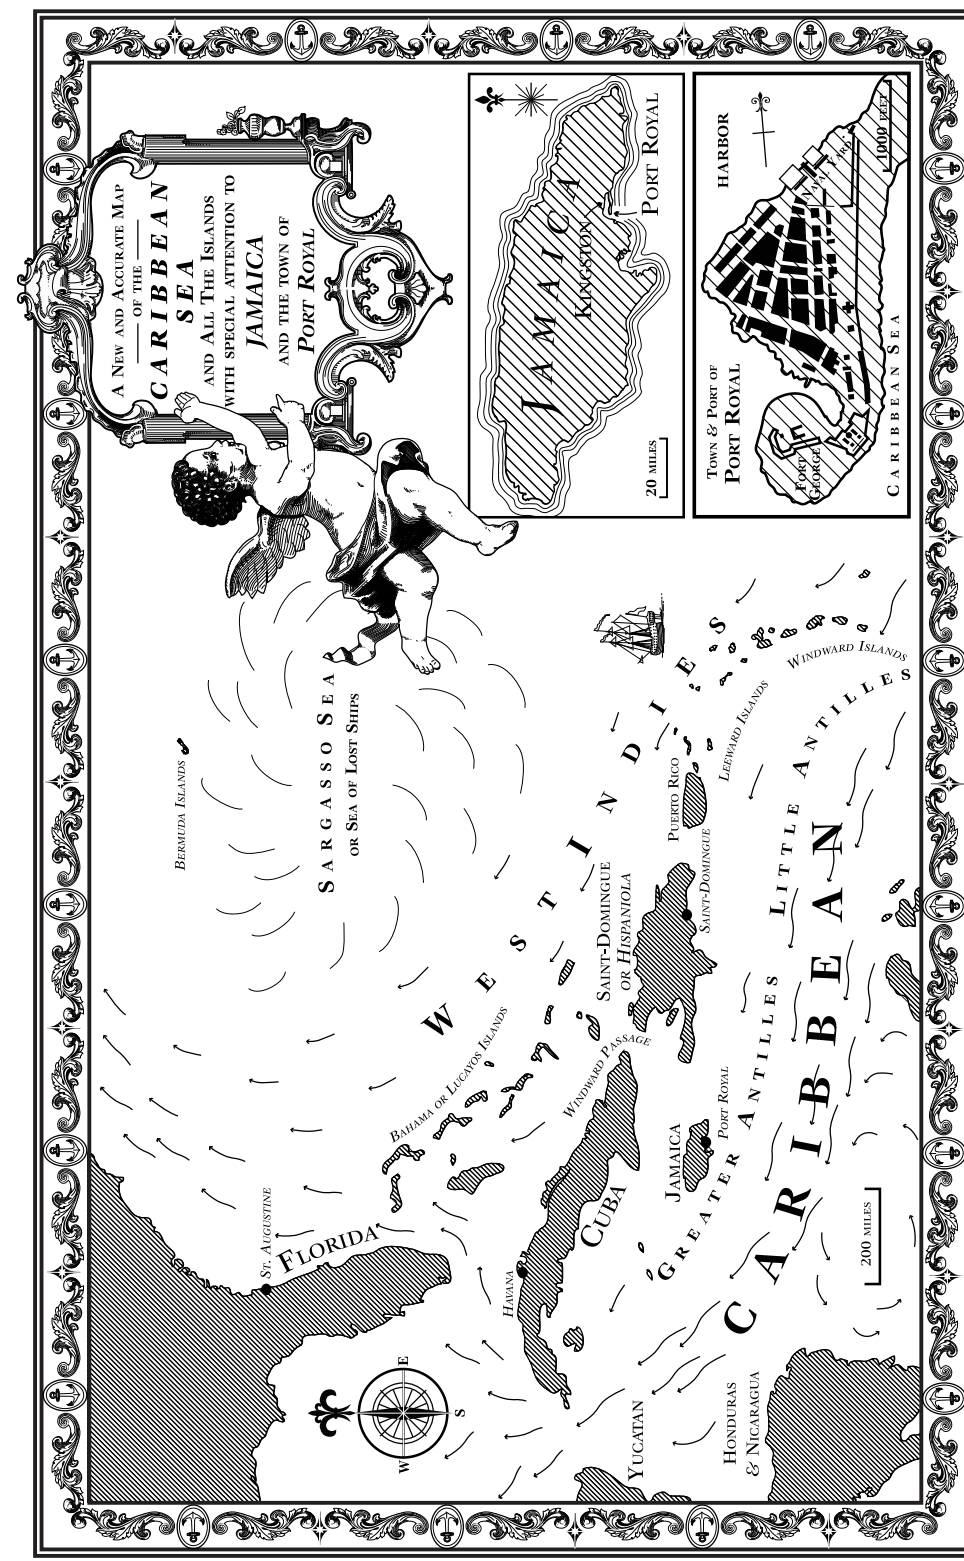 A New and Accurate Map
of the
CARIBBEAN
SEA
and All The Islands
with special attention to
JAMAICA
and the town of
Port Royal
JAMAICA
Kingston
Port Royal
20 miles
HARBOR
Naval Yard
1000 feet
Town & Port of
Port Royal
Fort
George
Caribbean Sea
Bermuda Islands
Sargasso Sea
or Sea of Lost Ships
WEST INDIES
Windward Islands
Leeward Islands
Little Antilles
Puerto Rico
Saint-Domingue
Saint-Domingue
or Hispaniola
Windward Passage
Bahama or Lucayos Islands
Greater Antilles
Port Royal
Jamaica
Cuba
Havana
St. Augustine
Florida
CARIBBEAN
200 miles
E
S
W
Yucatan
Honduras
& Nicaragua